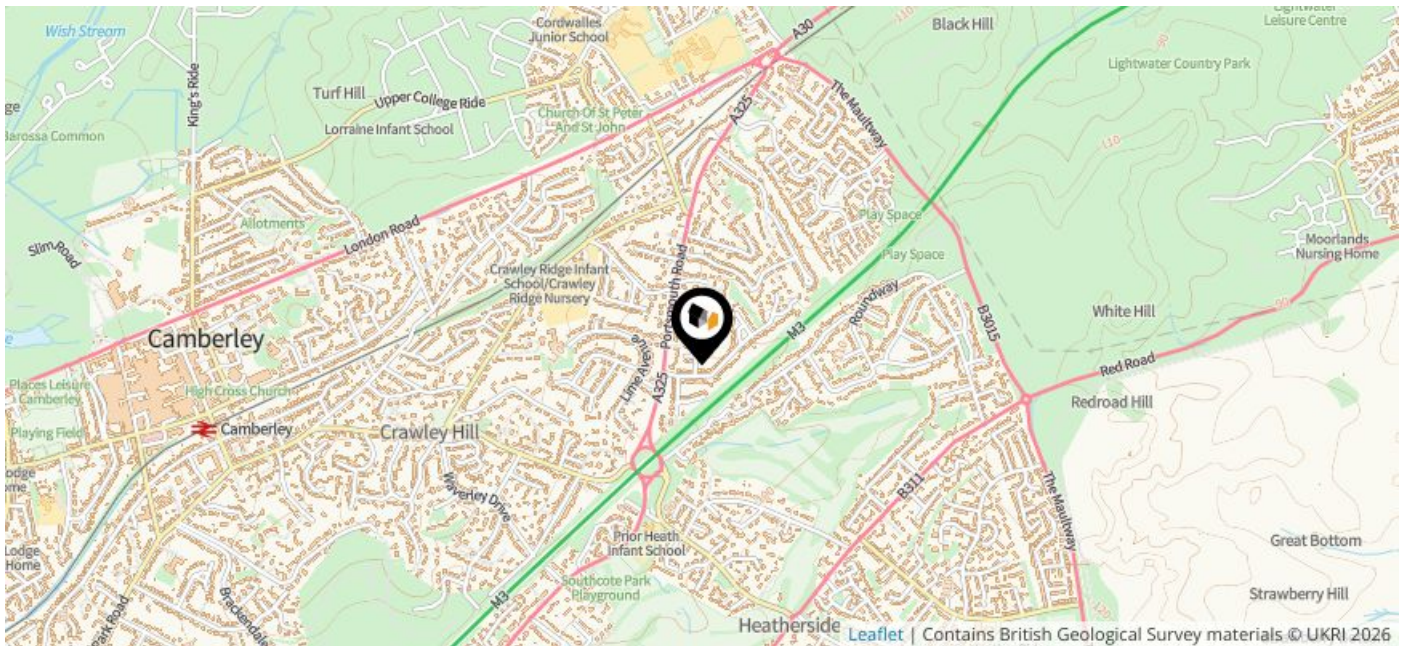 Wish Stream
Cordwalles
Junior School
A30
Black Hill
Lightwater
Leisure Centre
110
90
Lightwater Country Park
King's Ride
Turf Hill
Upper College Ride
Lorraine Infant School
Church Of St Peter
And St John
A325
The Maultway
Barossa Common
110
Allotments
Slim Road
London Road
Play Space
Play Space
Moorlands
Nursing Home
Crawley Ridge Infant
School/Crawley
Ridge Nursery
Portsmouth Road
Roundway
M3
B3015
90
White Hill
Camberley
Lime Avenue
A325
Red Road
Redroad Hill
Places Leisure
Camberley
High Cross Church
Playing Field
Camberley
Crawley Hill
Waverley Drive
B311
The Maultway
Prior Heath
Infant School
Great Bottom
Lodge
Home
Southcote Park
Playground
Strawberry Hill
M3
Park Road
Brackendale
120
Heatherside
Leaflet | Contains British Geological Survey materials © UKRI 2026